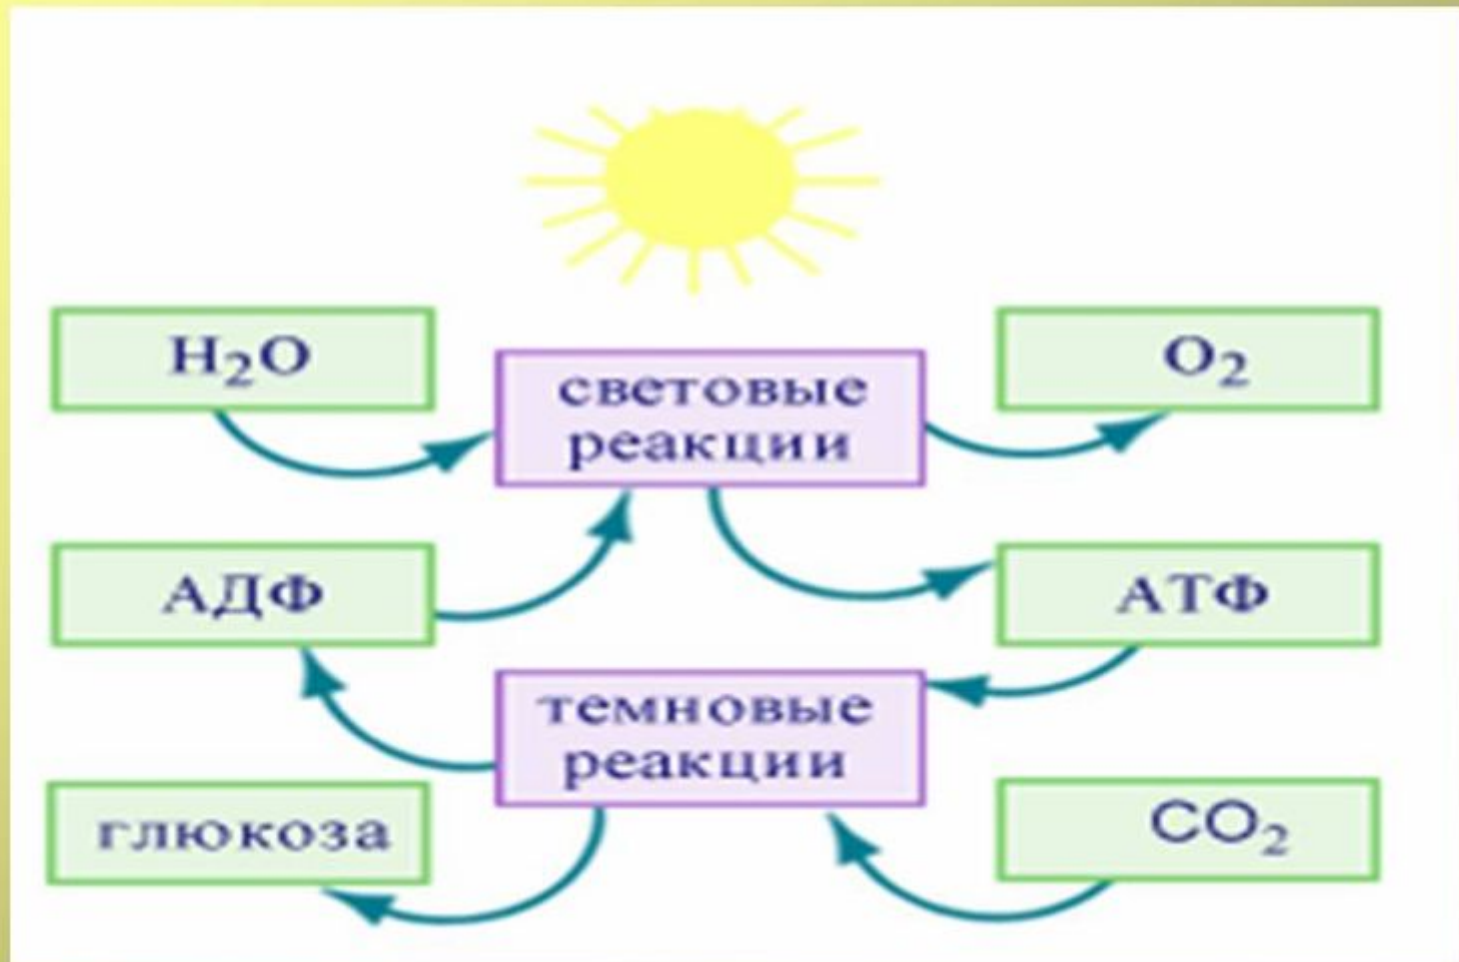 H₂O
световые
реакции
O₂
АДФ
АТФ
темновые
реакции
глюкоза
CO₂